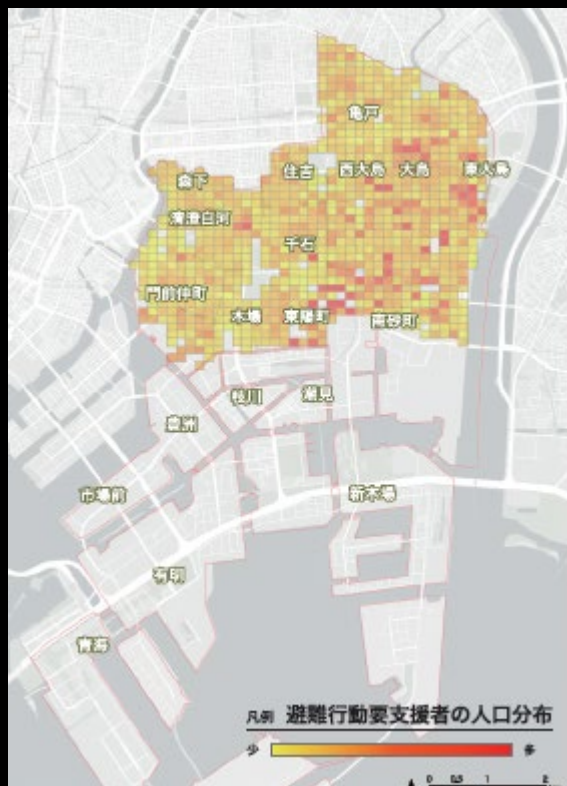 亀戸
住吉
西大島
大島
東大島
森下
清澄白河
千石
門前仲町
木場
東陽町
南砂町
枝川
潮見
豊洲
市場前
新木場
有明
青海
凡例 避難行動要支援者の人口分布
少 多
0 0.5 1 2